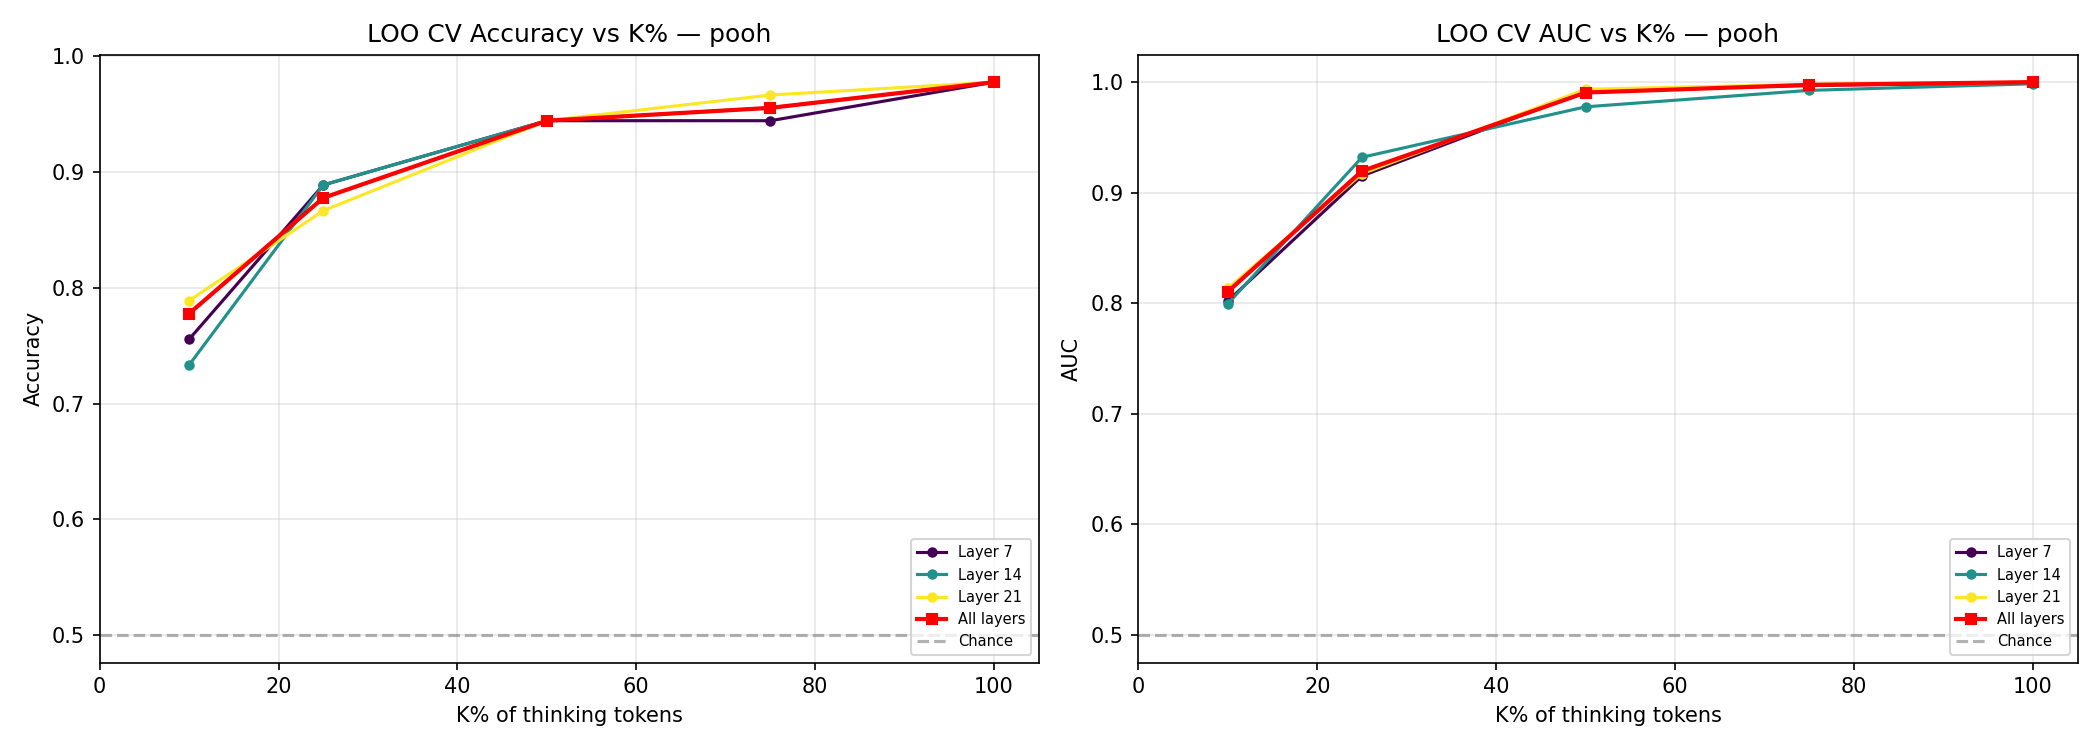 LOO CV Accuracy vs K% — pooh
1.0
0.9
0.8
0.7
0.6
0.5
Accuracy
0 20 40 60 80 100
K% of thinking tokens
Layer 7
Layer 14
Layer 21
All layers
Chance
LOO CV AUC vs K% — pooh
1.0
0.9
0.8
0.7
0.6
0.5
AUC
0 20 40 60 80 100
K% of thinking tokens
Layer 7
Layer 14
Layer 21
All layers
Chance